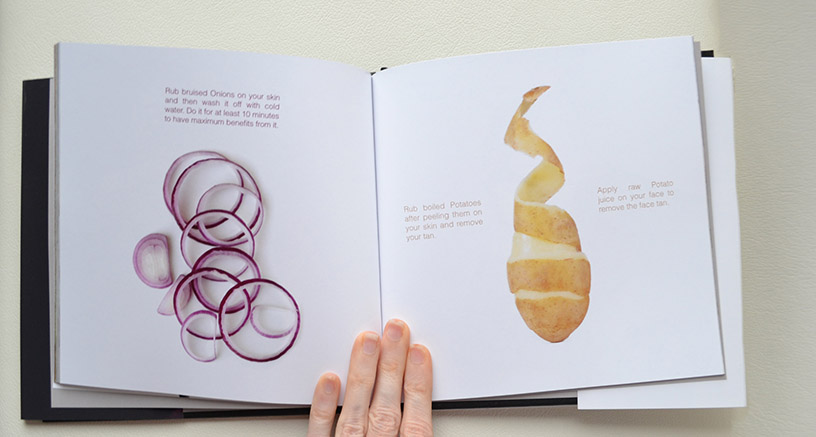 Rub bruised Onions on your skin
and then wash it off with cold
water. Do it for at least 10 minutes
to have maximum benefits from it.
Rub boiled Potatoes
after peeling them on
your skin and remove
your tan.
Apply raw Potato
juice on your face to
remove the face tan.